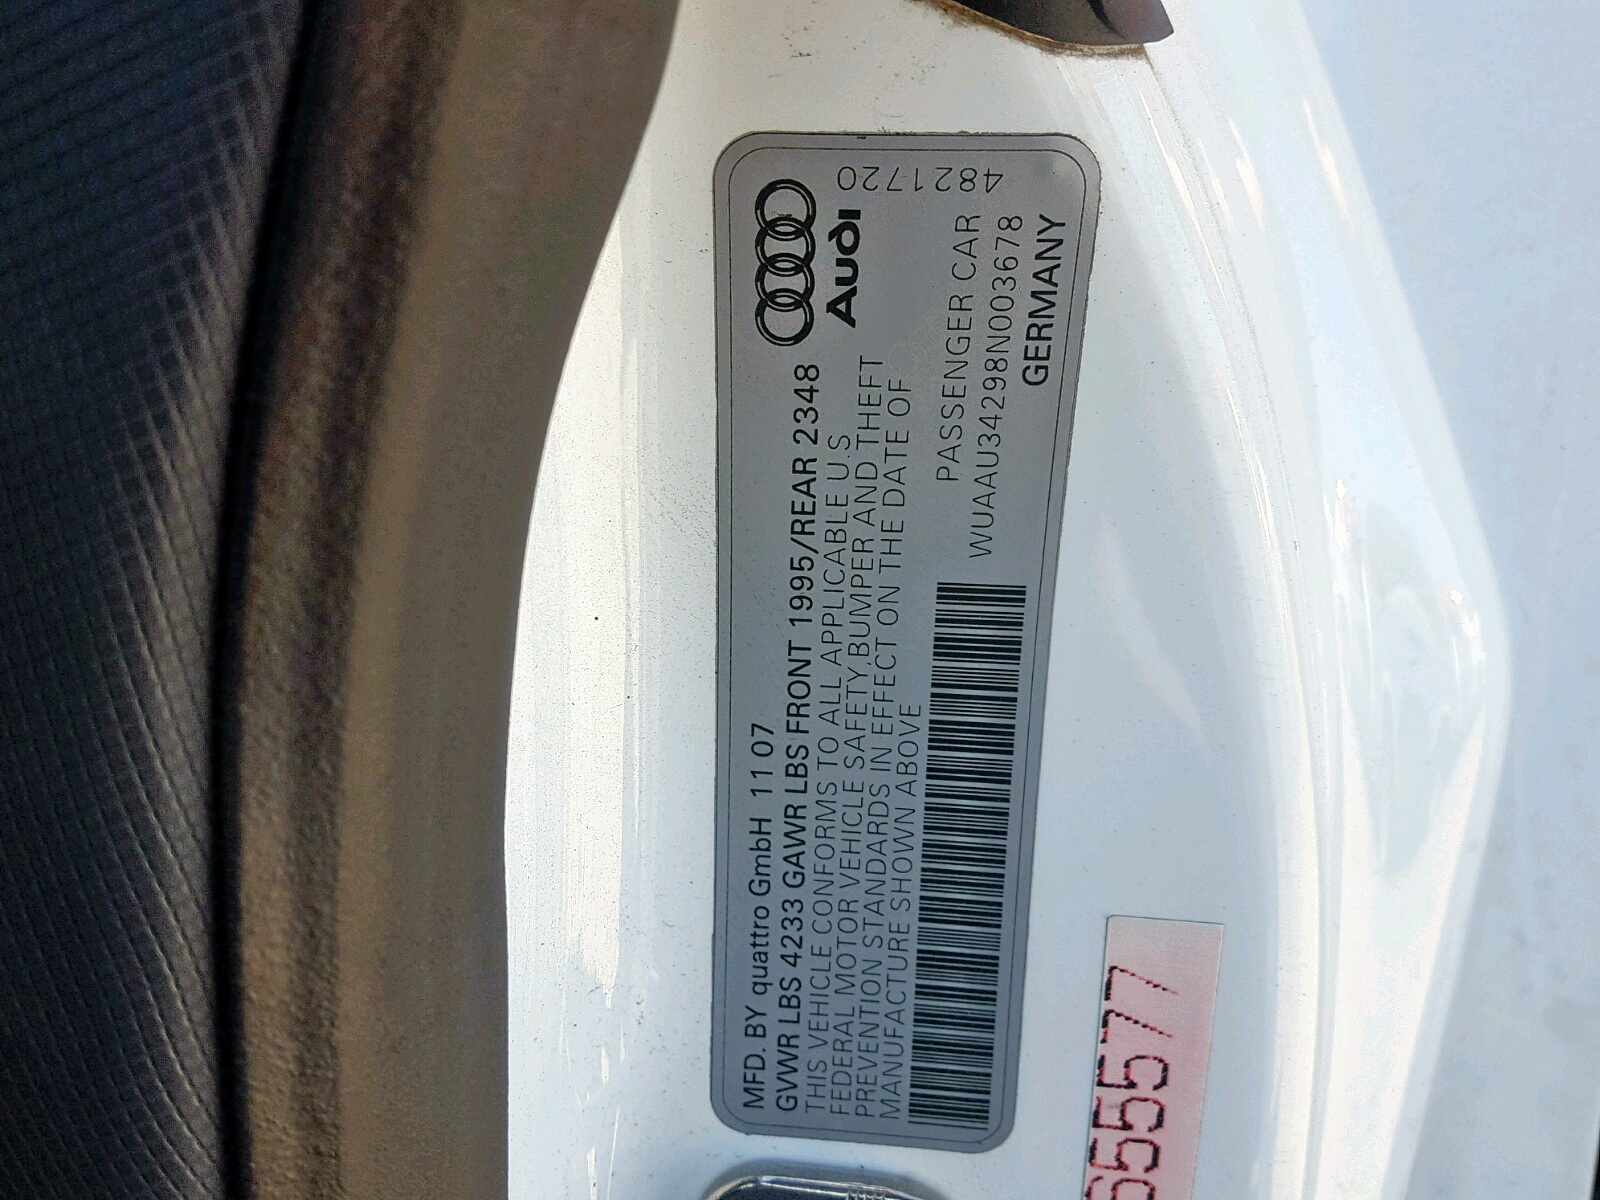 MFD. BY quattro GmbH 11 07
GVWR LBS 4233 GAWR LBS FRONT 1995/REAR 2348
THIS VEHICLE CONFORMS TO ALL APPLICABLE U.S
FEDERAL MOTOR VEHICLE SAFETY,BUMPER AND THEFT
PREVENTION STANDARDS IN EFFECT ON THE DATE OF
MANUFACTURE SHOWN ABOVE
Audi
PASSENGER CAR
WUAAU34298N003678
GERMANY
4821720
65577